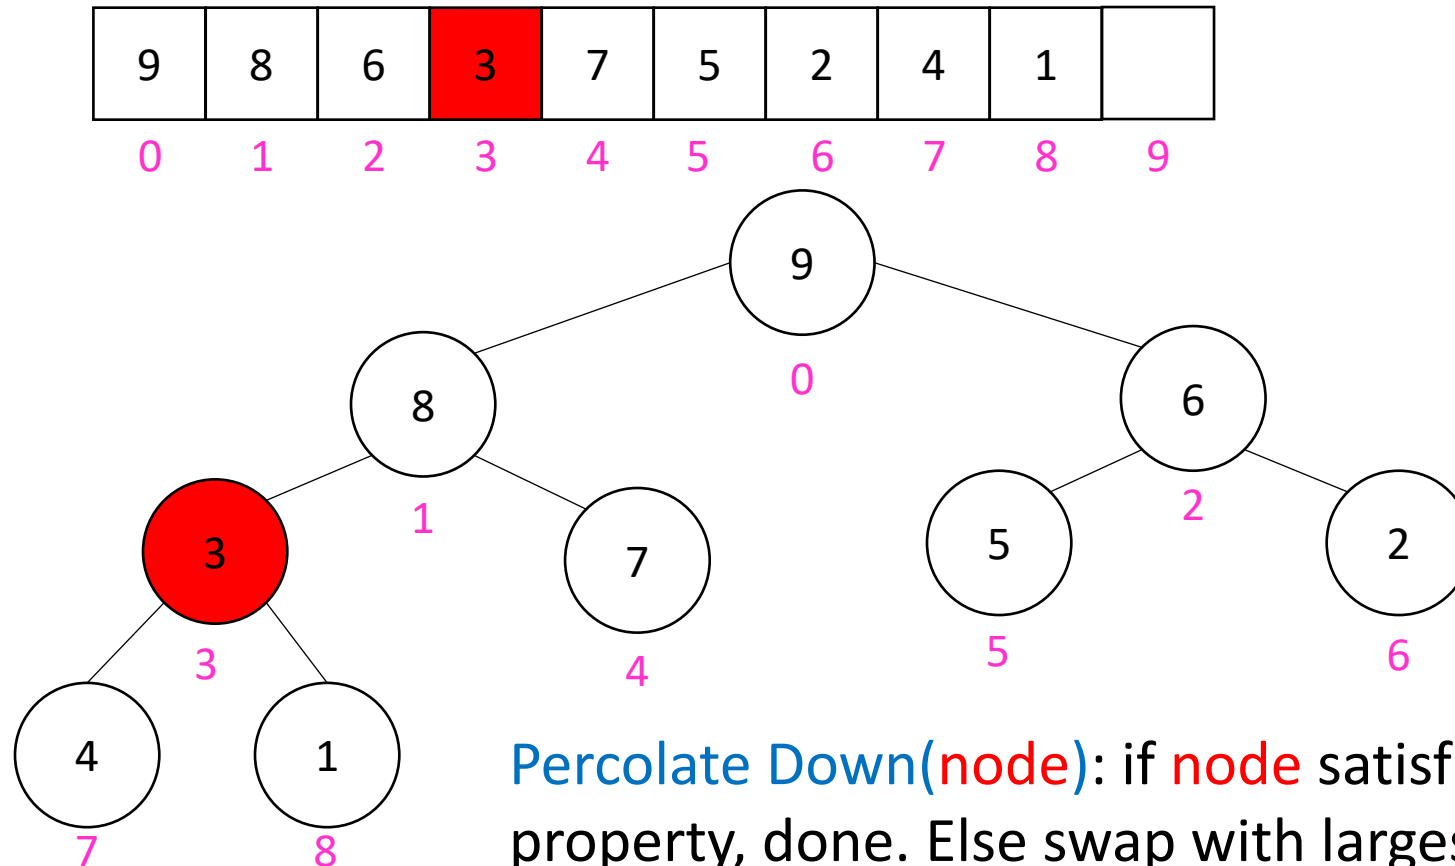 9 8 6 3 7 5 2 4 1
0 1 2 3 4 5 6 7 8 9
9
0
8 6
1 2
3 7 5 2
3 4 5 6
4 1
7 8
Percolate Down(node): if node satisf
property, done. Else swap with larges